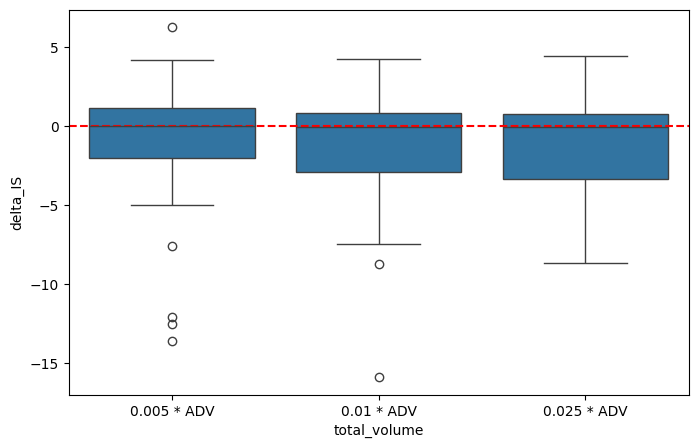 5
0
−5
−10
−15
delta_IS
0.005 * ADV
0.01 * ADV
0.025 * ADV
total_volume